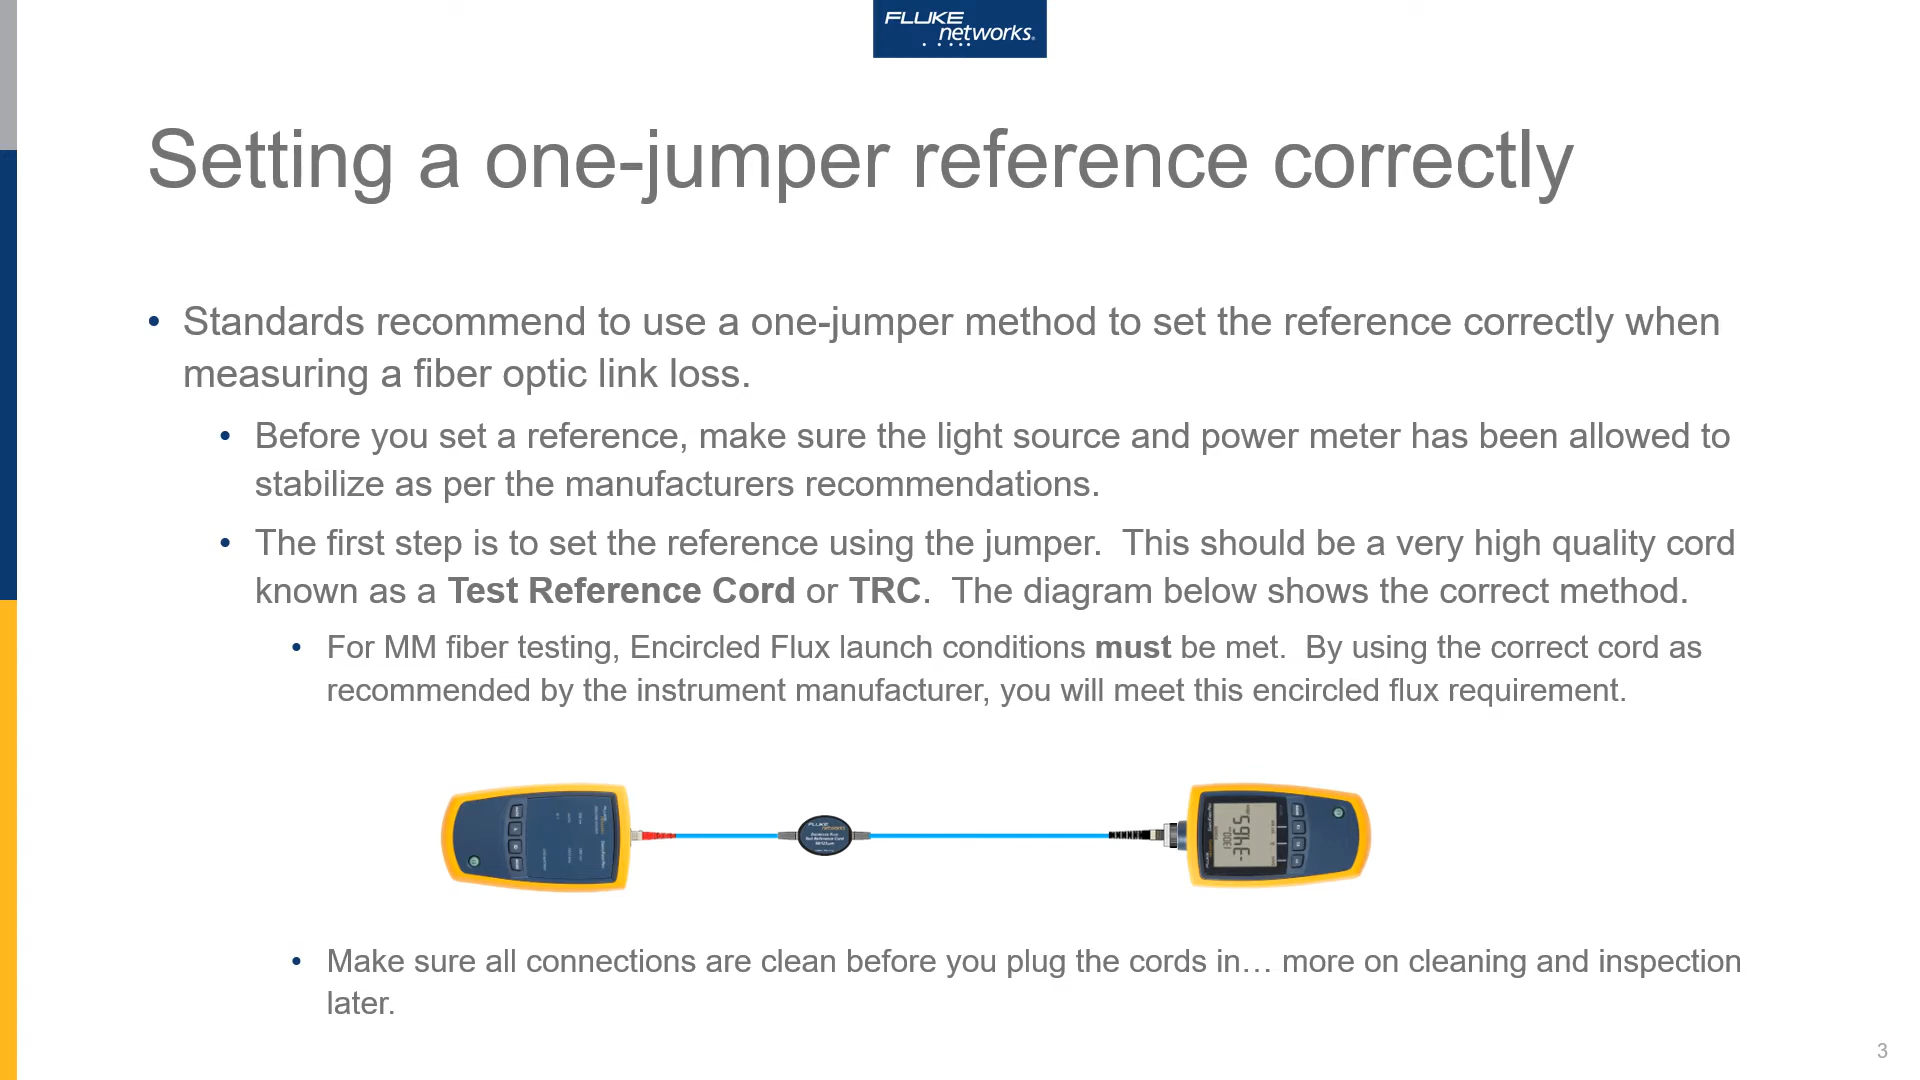 FLUKE
networks.
Setting a one-jumper reference correctly
• Standards recommend to use a one-jumper method to set the reference correctly when
measuring a fiber optic link loss.
• Before you set a reference, make sure the light source and power meter has been allowed to
stabilize as per the manufacturers recommendations.
• The first step is to set the reference using the jumper.  This should be a very high quality cord
known as a Test Reference Cord or TRC.  The diagram below shows the correct method.
• For MM fiber testing, Encircled Flux launch conditions must be met.  By using the correct cord as
recommended by the instrument manufacturer, you will meet this encircled flux requirement.
FLUKE
networks
Test Reference Cord
1300
• Make sure all connections are clean before you plug the cords in… more on cleaning and inspection
later.
3